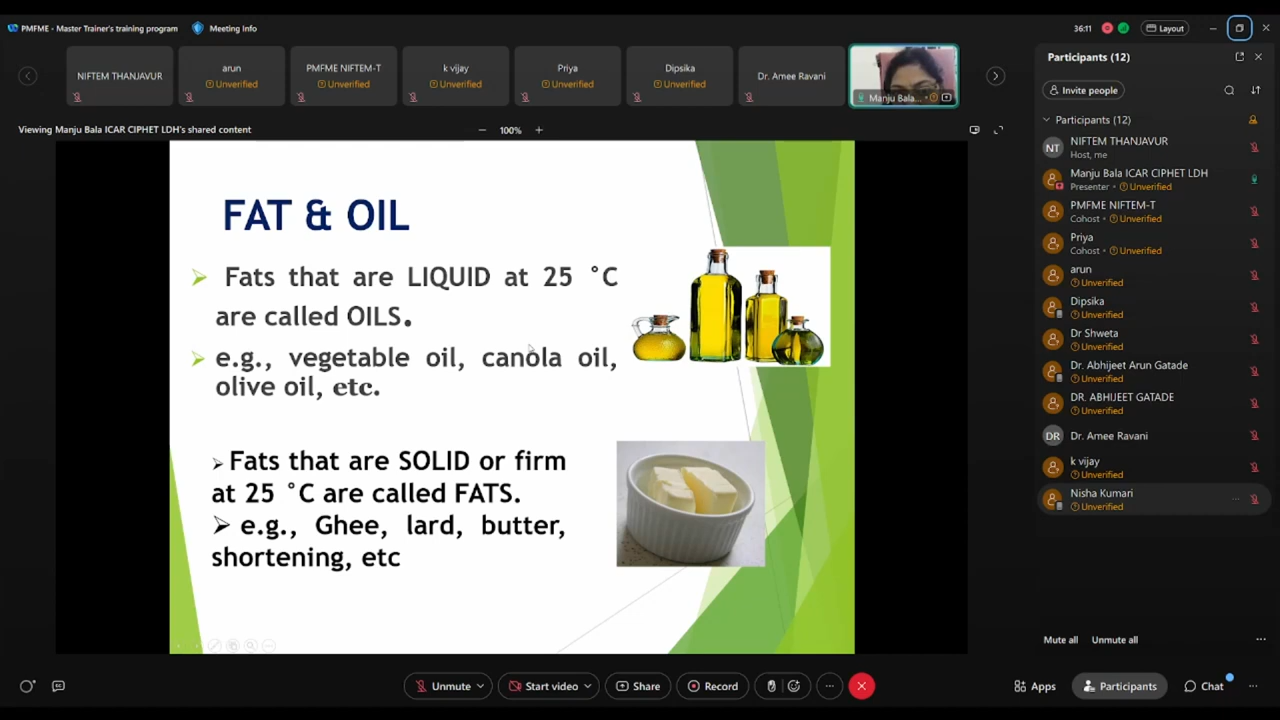 PMFME - Master Trainer's training program
Meeting Info
36:11
Layout
NIFTEM THANJAVUR
arun
Unverified
PMFME NIFTEM-T
Unverified
k vijay
Unverified
Priya
Unverified
Dipsika
Unverified
Dr. Amee Ravani
Manju Bala...
Viewing Manju Bala ICAR CIPHET LDH's shared content
100%
FAT & OIL
Fats that are LIQUID at 25 °C
are called OILS.
e.g., vegetable oil, canola oil,
olive oil, etc.
Fats that are SOLID or firm
at 25 °C are called FATS.
e.g., Ghee, lard, butter,
shortening, etc
Participants (12)
Invite people
Participants (12)
NT
NIFTEM THANJAVUR
Host, me
Manju Bala ICAR CIPHET LDH
Presenter • Unverified
PMFME NIFTEM-T
Cohost • Unverified
Priya
Cohost • Unverified
arun
Unverified
Dipsika
Unverified
Dr Shweta
Unverified
Dr. Abhijeet Arun Gatade
Unverified
DR. ABHIJEET GATADE
Unverified
DR
Dr. Amee Ravani
k vijay
Unverified
Nisha Kumari
Unverified
Mute all
Unmute all
Unmute
Start video
Share
Record
Apps
Participants
Chat